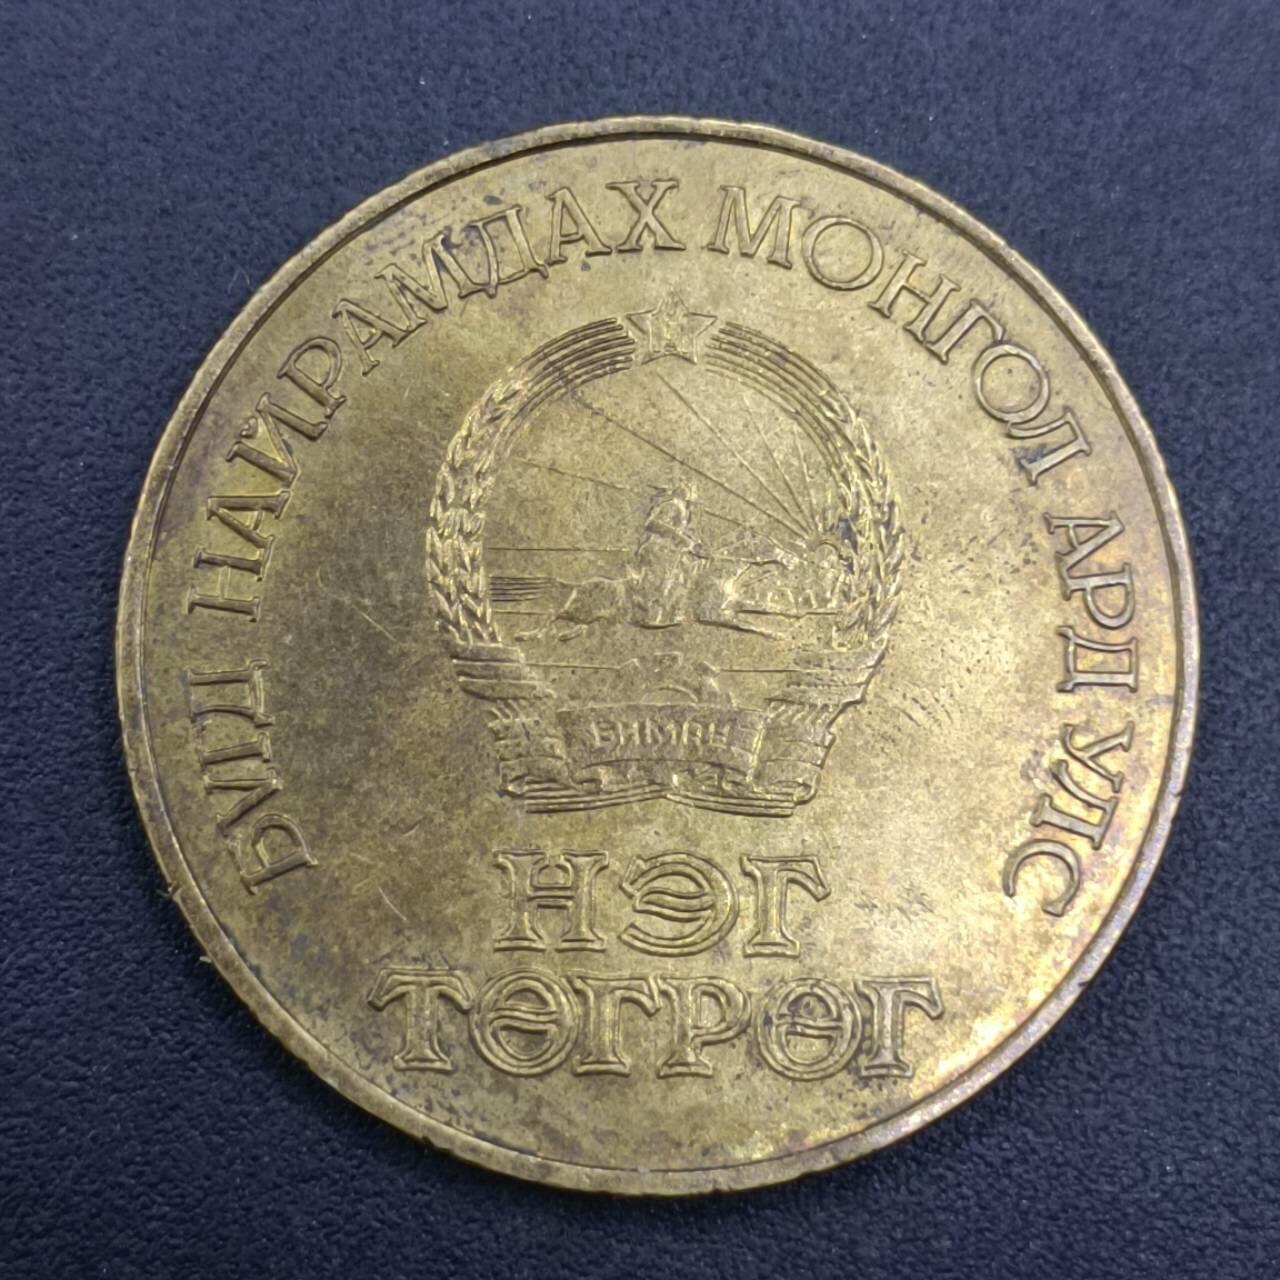 БҮГД НАЙРАМДАХ МОНГОЛ АРД УЛС
БНМАУ
НЭГ
ТӨГРӨГ